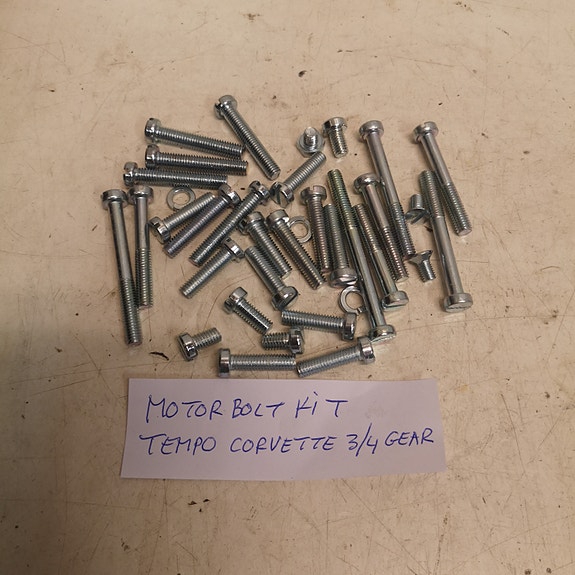 MOTOR BOLT KiT
TEMPO CORVETTE 3/4 GEAR